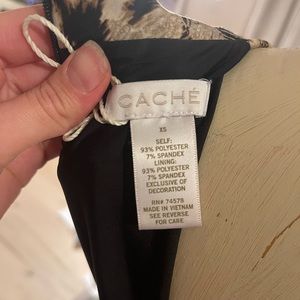 CACHÉ
XS
SELF:
93% POLYESTER
7% SPANDEX
LINING:
93% POLYESTER
7% SPANDEX
EXCLUSIVE OF
DECORATION
RN# 74578
MADE IN VIETNAM
SEE REVERSE
FOR CARE